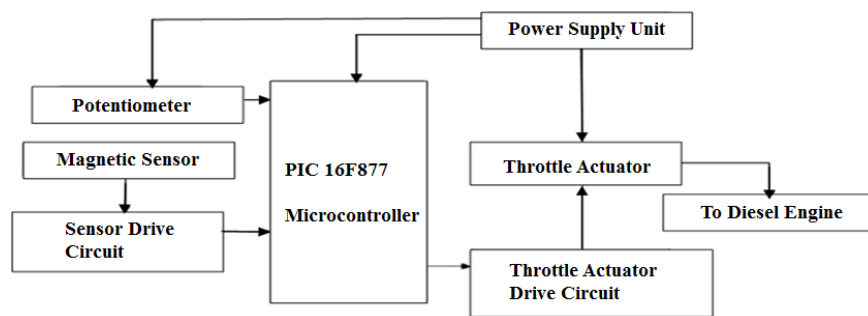 Power Supply Unit
Potentiometer
Magnetic Sensor
PIC 16F877
Microcontroller
Throttle Actuator
To Diesel Engine
Sensor Drive
Circuit
Throttle Actuator
Drive Circuit